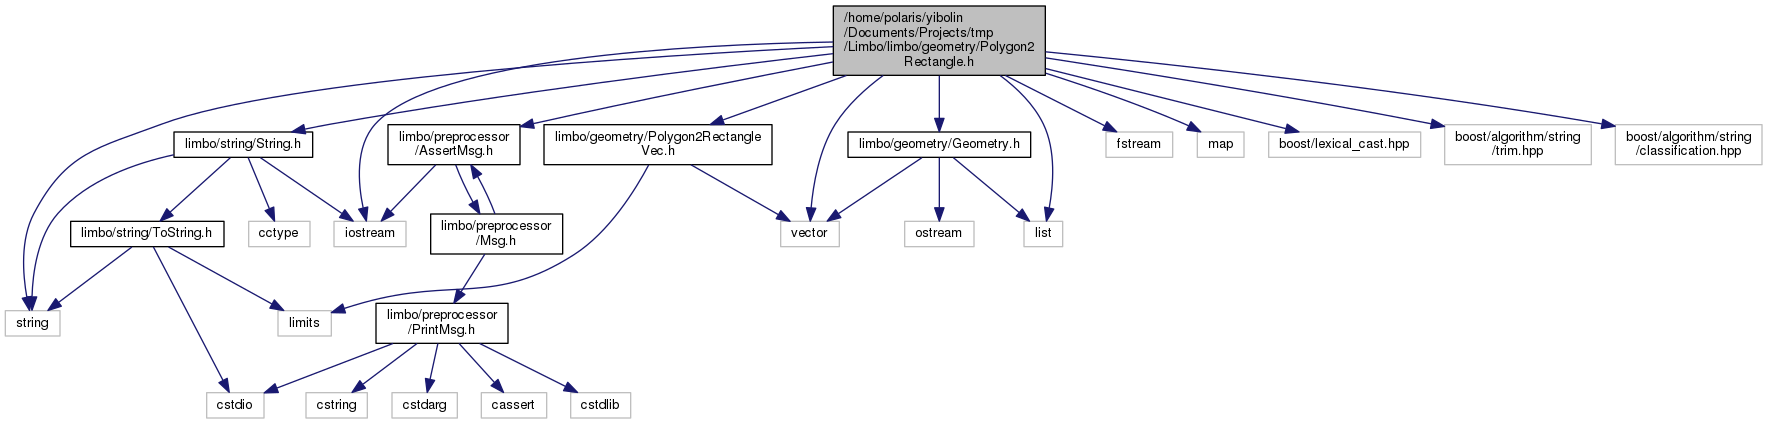 /home/polaris/yibolin
/Documents/Projects/tmp
/Limbo/limbo/geometry/Polygon2
Rectangle.h
limbo/string/String.h
limbo/preprocessor
/AssertMsg.h
limbo/geometry/Polygon2Rectangle
Vec.h
limbo/geometry/Geometry.h
fstream
map
boost/lexical_cast.hpp
boost/algorithm/string
/trim.hpp
boost/algorithm/string
/classification.hpp
limbo/string/ToString.h
cctype
iostream
limbo/preprocessor
/Msg.h
vector
ostream
list
string
limits
limbo/preprocessor
/PrintMsg.h
cstdio
cstring
cstdarg
cassert
cstdlib